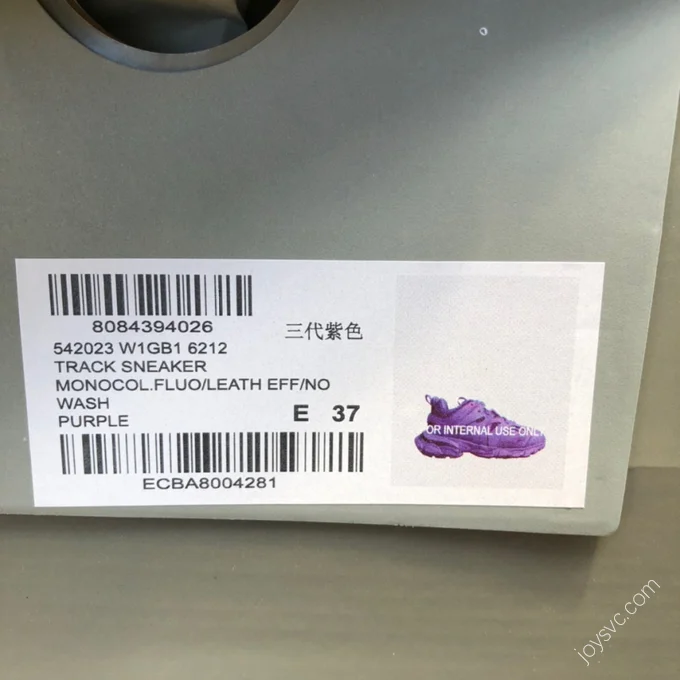 8084394026
三代紫色
542023 W1GB1 6212
TRACK SNEAKER
MONOCOL.FLUO/LEATH EFF/NO
WASH
PURPLE
E 37
ECBA8004281
OR INTERNAL USE ONLY
joysvc.com